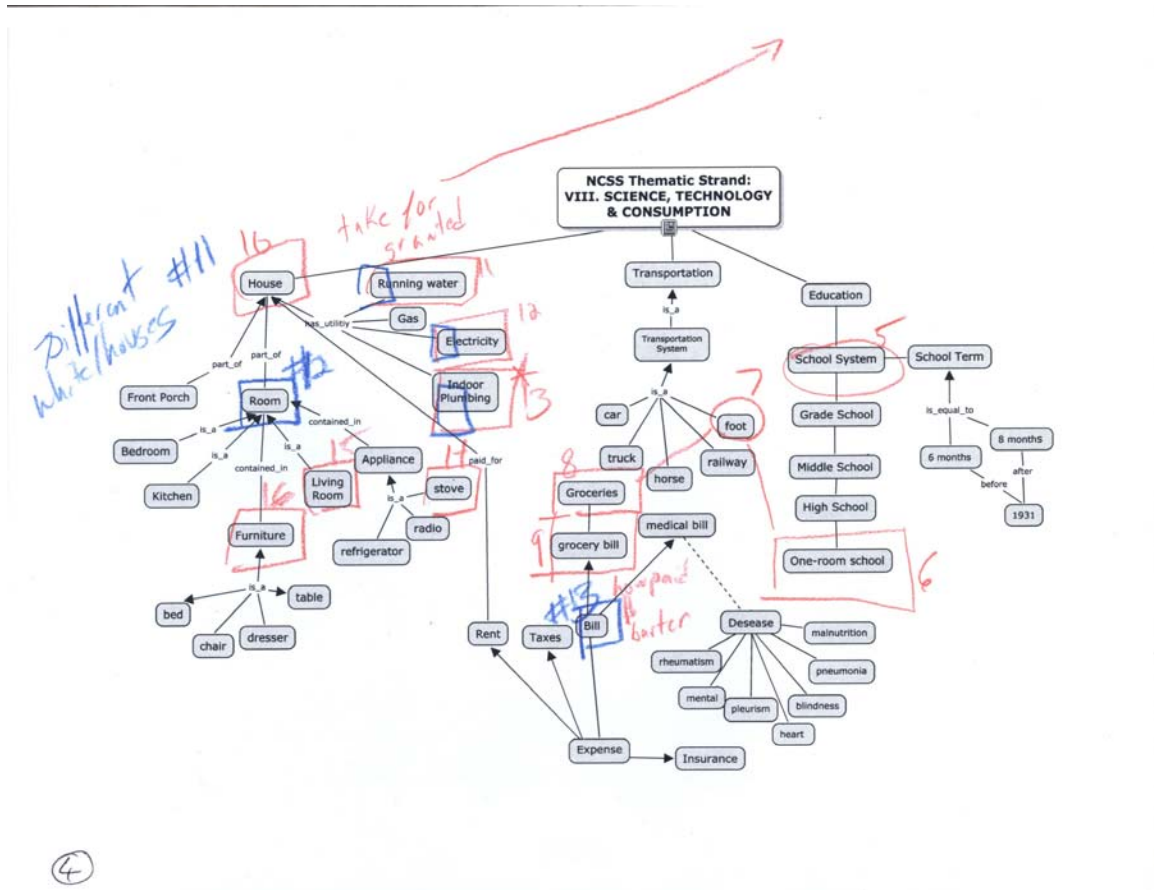 NCSS Thematic Strand:
VIII. SCIENCE, TECHNOLOGY
& CONSUMPTION
take for
granted
Different #11
white/houses
10
House
Running water
11
Gas
has_utilitiy
12
Electricity
Indoor
Plumbing
*
13
part_of
part_of
Front Porch
#12
Room
contained_in
is_a
Bedroom
is_a
is_a
contained_in
Kitchen
15
Living
Room
Appliance
14
stove
is_a
radio
refrigerator
16
Furniture
is_a
bed
chair
dresser
table
paid_for
Transportation
is_a
Transportation
System
is_a
car
truck
horse
railway
foot
7
Education
5
School System
School Term
is_equal_to
6 months
8 months
before
after
1931
Grade School
Middle School
High School
One-room school
6
8
Groceries
9
grocery bill
medical bill
#13
Bill
barter
Rent
Taxes
Expense
Insurance
Desease
malnutrition
rheumatism
pneumonia
mental
pleurism
blindness
heart
4